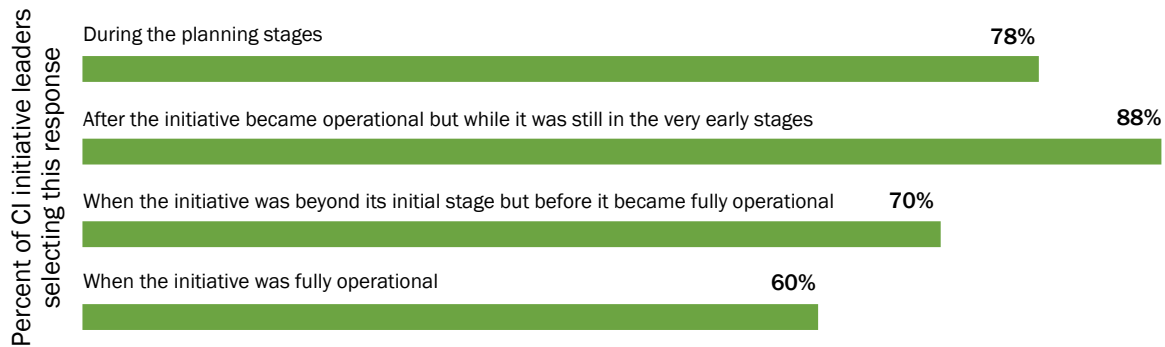 Percent of CI initiative leaders
selecting this response
During the planning stages
78%
After the initiative became operational but while it was still in the very early stages
88%
When the initiative was beyond its initial stage but before it became fully operational
70%
When the initiative was fully operational
60%